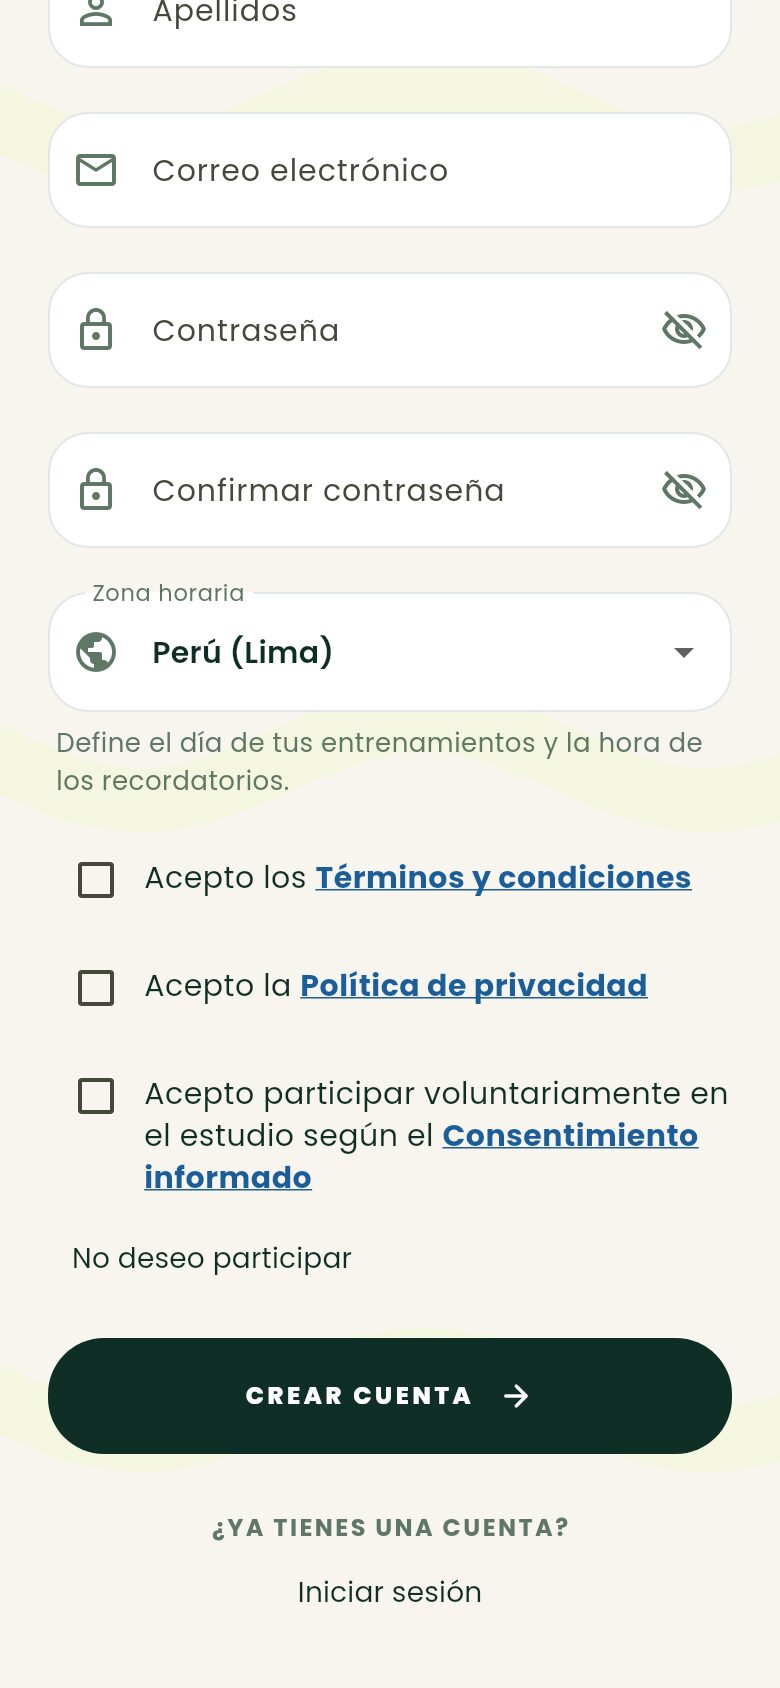 Apellidos
Correo electrónico
Contraseña
Confirmar contraseña
Zona horaria
Perú (Lima)
Define el día de tus entrenamientos y la hora de
los recordatorios.
Acepto los Términos y condiciones
Acepto la Política de privacidad
Acepto participar voluntariamente en
el estudio según el Consentimiento
informado
No deseo participar
CREAR CUENTA
¿YA TIENES UNA CUENTA?
Iniciar sesión